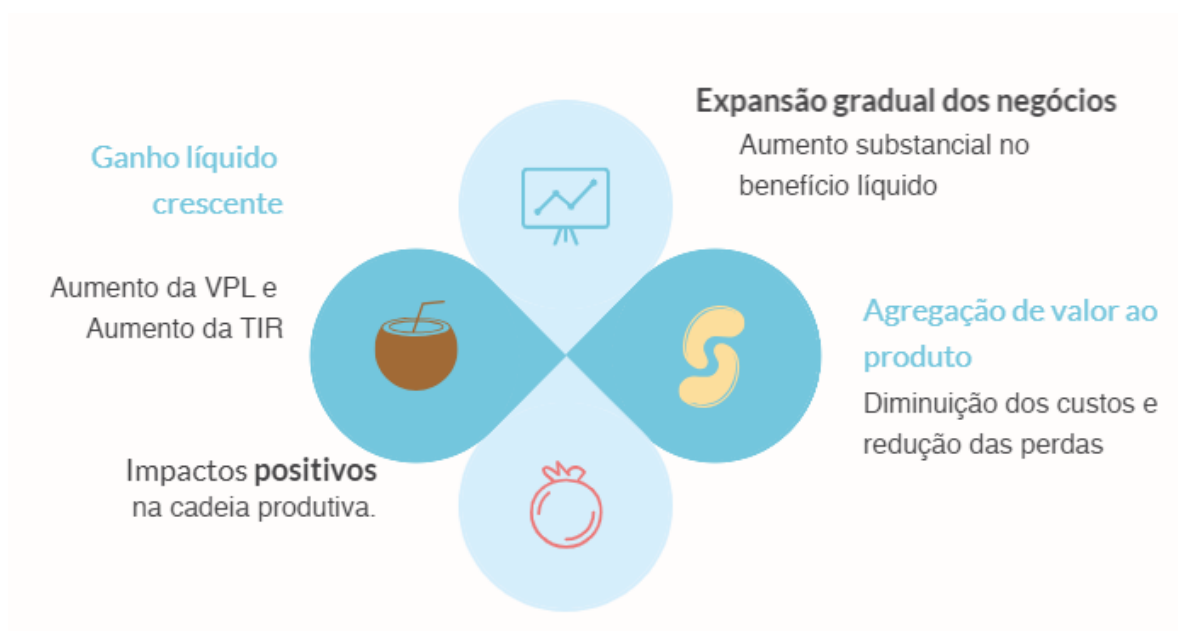 Expansão gradual dos negócios
Aumento substancial no
benefício líquido
Ganho líquido
crescente
Aumento da VPL e
Aumento da TIR
Agregação de valor ao
produto
Diminuição dos custos e
redução das perdas
Impactos positivos
na cadeia produtiva.